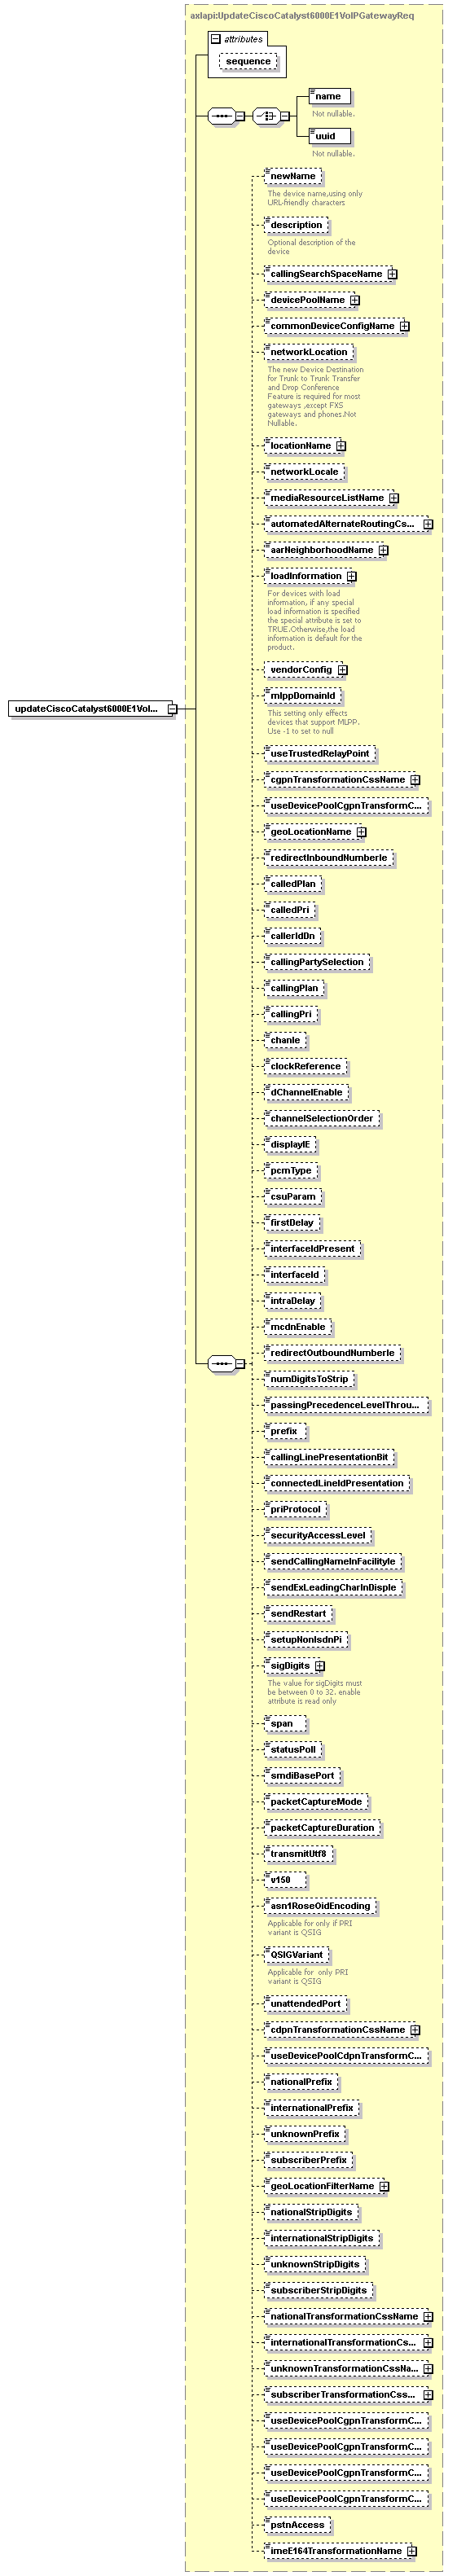 axlapi:UpdateCiscoCatalyst6000E1VoIPGatewayReq
attributes
sequence
name
Not nullable.
uuid
Not nullable.
newName
The device name,using only
URL-friendly characters
description
Optional description of the
device
callingSearchSpaceName
devicePoolName
commonDeviceConfigName
networkLocation
The new Device Destination
for Trunk to Trunk Transfer
and Drop Conference
Feature is required for most
gateways ,except FXS
gateways and phones.Not
Nullable.
locationName
networkLocale
mediaResourceListName
automatedAlternateRoutingCs...
aarNeighborhoodName
loadInformation
For devices with load
information, if any special
load information is specified
the special attribute is set to
TRUE.Otherwise,the load
information is default for the
product.
vendorConfig
updateCiscoCatalyst6000E1VoI...
mlppDomainId
This setting only effects
devices that support MLPP.
Use -1 to set to null
useTrustedRelayPoint
cgpnTransformationCssName
useDevicePoolCgpnTransformC...
geoLocationName
redirectInboundNumberIe
calledPlan
calledPri
callerIdDn
callingPartySelection
callingPlan
callingPri
chanIe
clockReference
dChannelEnable
channelSelectionOrder
displayIE
pcmType
csuParam
firstDelay
interfaceIdPresent
interfaceId
intraDelay
mcdnEnable
redirectOutboundNumberIe
numDigitsToStrip
passingPrecedenceLevelThrou...
prefix
callingLinePresentationBit
connectedLineIdPresentation
priProtocol
securityAccessLevel
sendCallingNameInFacilityIe
sendExLeadingCharInDispIe
sendRestart
setupNonIsdnPi
sigDigits
The value for sigDigits must
be between 0 to 32. enable
attribute is read only
span
statusPoll
smdiBasePort
packetCaptureMode
packetCaptureDuration
transmitUtf8
v150
asn1RoseOidEncoding
Applicable for only if PRI
variant is QSIG
QSIGVariant
Applicable for  only PRI
variant is QSIG
unattendedPort
cdpnTransformationCssName
useDevicePoolCdpnTransformC...
nationalPrefix
internationalPrefix
unknownPrefix
subscriberPrefix
geoLocationFilterName
nationalStripDigits
internationalStripDigits
unknownStripDigits
subscriberStripDigits
nationalTransformationCssName
internationalTransformationCs...
unknownTransformationCssNa...
subscriberTransformationCss...
useDevicePoolCgpnTransformC...
useDevicePoolCgpnTransformC...
useDevicePoolCgpnTransformC...
useDevicePoolCgpnTransformC...
pstnAccess
imeE164TransformationName